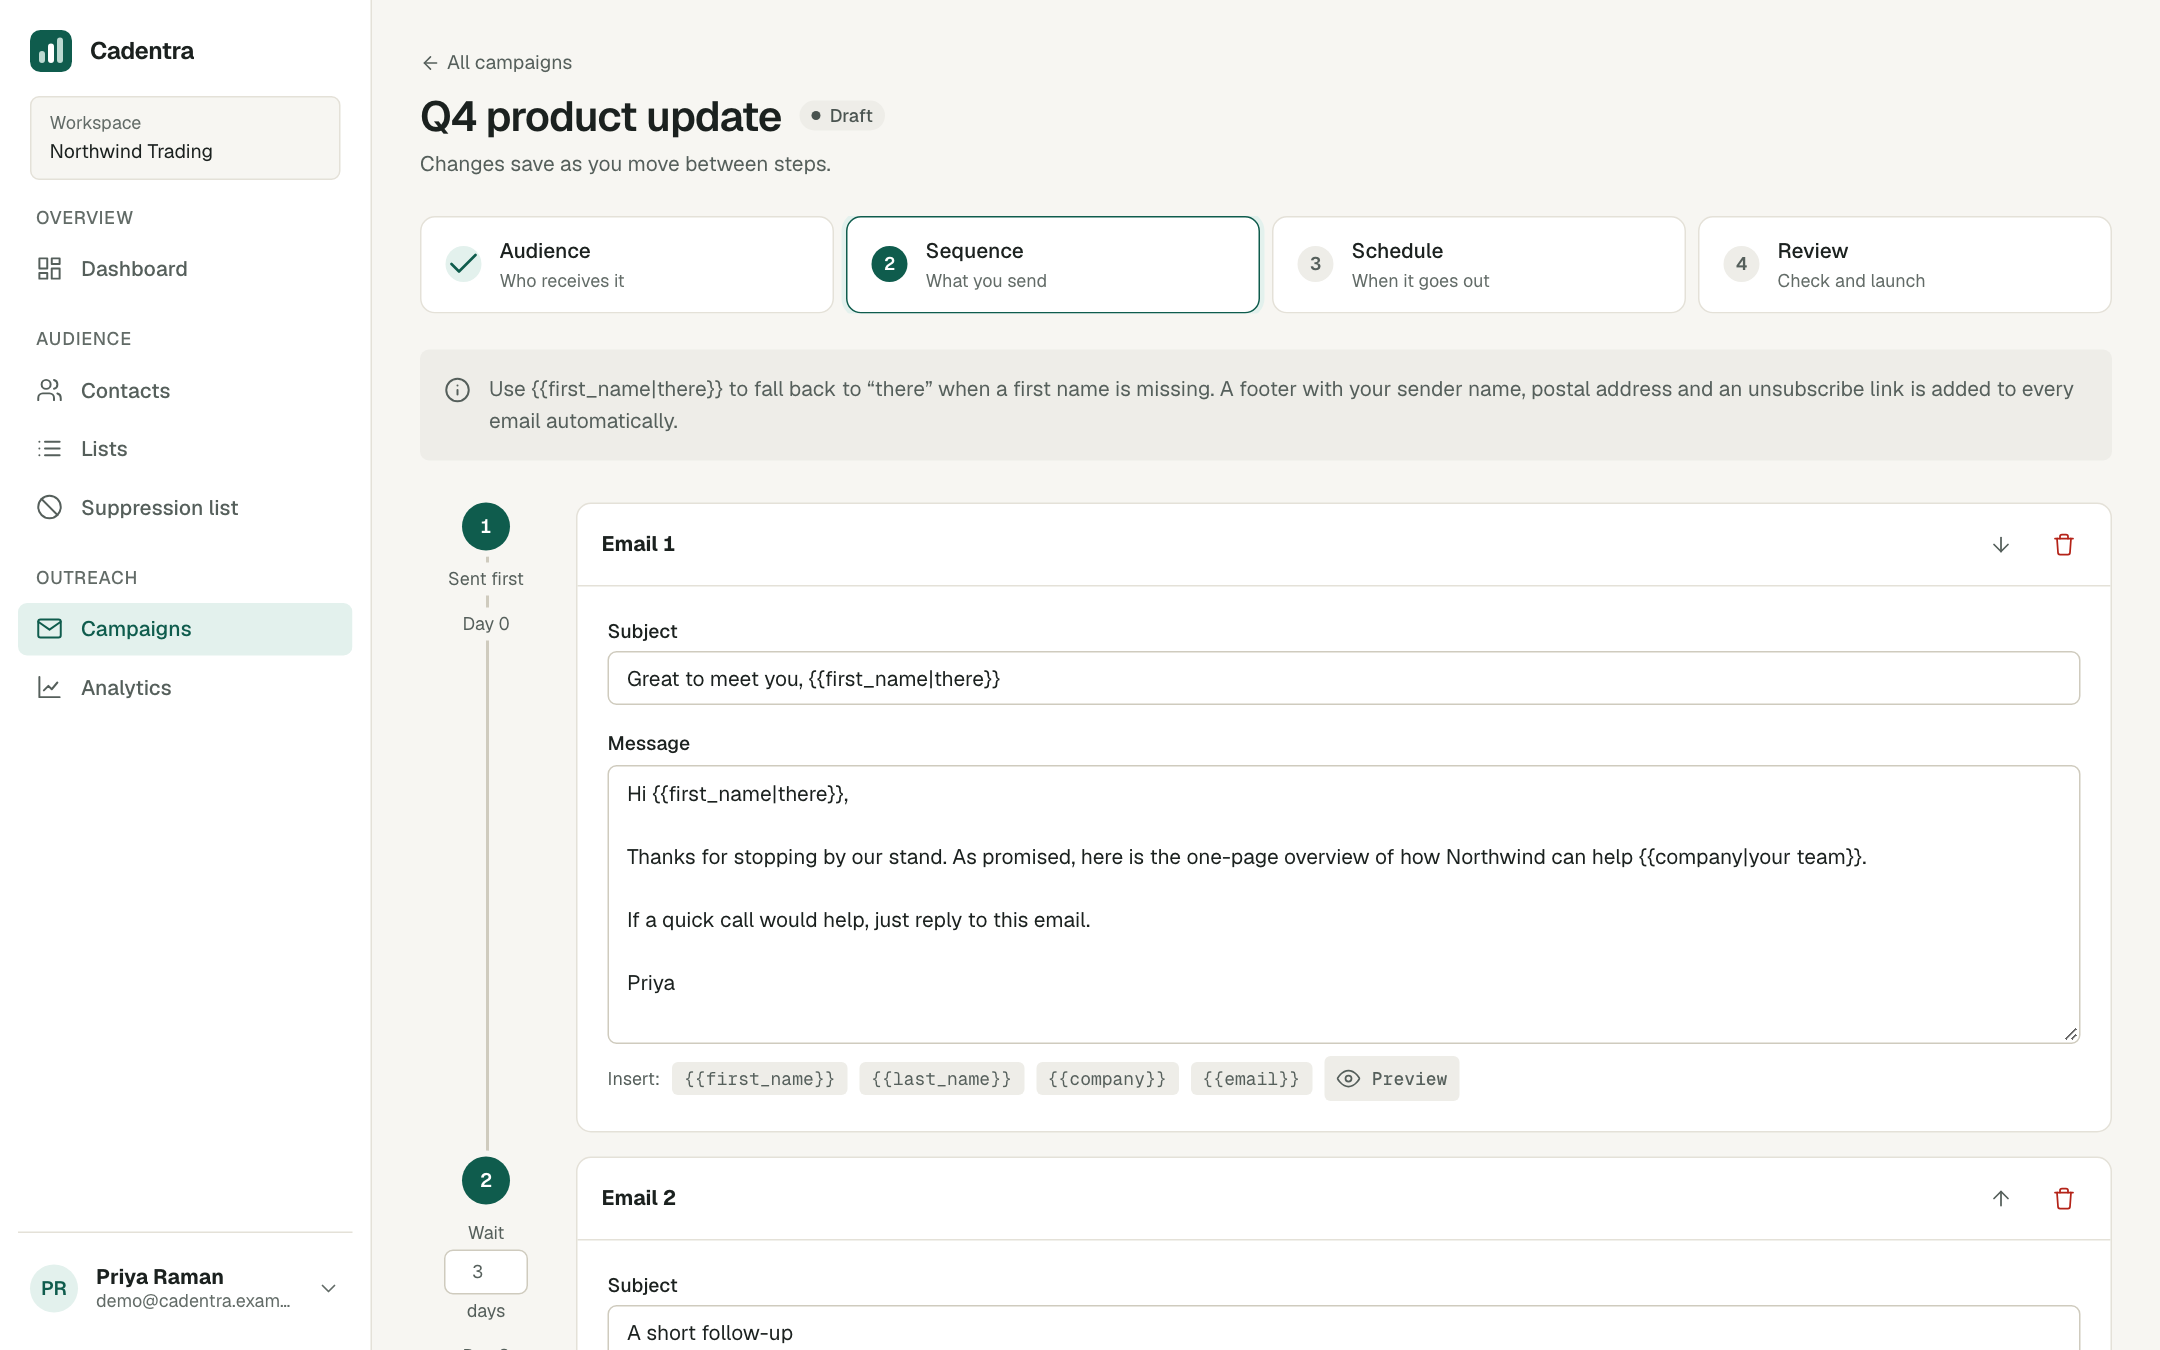 Cadentra
Workspace
Northwind Trading
OVERVIEW
Dashboard
AUDIENCE
Contacts
Lists
Suppression list
OUTREACH
Campaigns
Analytics
PR
Priya Raman
demo@cadentra.exam...
All campaigns
Q4 product update
Draft
Changes save as you move between steps.
Audience
Who receives it
2
Sequence
What you send
3
Schedule
When it goes out
4
Review
Check and launch
Use {{first_name|there}} to fall back to “there” when a first name is missing. A footer with your sender name, postal address and an unsubscribe link is added to every
email automatically.
1
Sent first
Day 0
Email 1
Subject
Great to meet you, {{first_name|there}}
Message
Hi {{first_name|there}},
Thanks for stopping by our stand. As promised, here is the one-page overview of how Northwind can help {{company|your team}}.
If a quick call would help, just reply to this email.
Priya
Insert: {{first_name}} {{last_name}} {{company}} {{email}} Preview
2
Wait
3
days
Email 2
Subject
A short follow-up